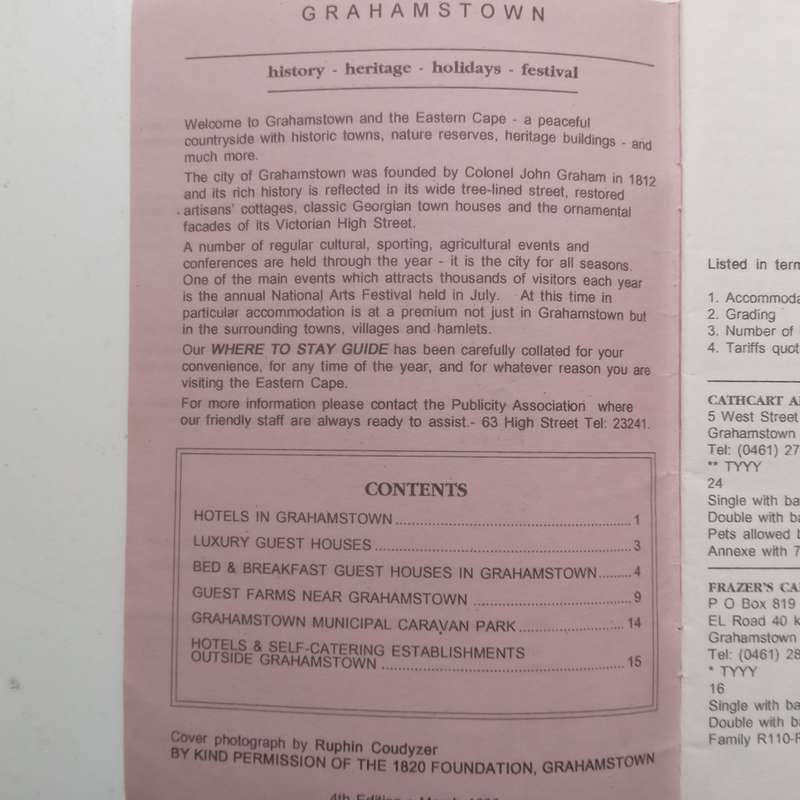 GRAHAMSTOWN
history - heritage - holidays - festival
Welcome to Grahamstown and the Eastern Cape - a peaceful
countryside with historic towns, nature reserves, heritage buildings - and
much more.
The city of Grahamstown was founded by Colonel John Graham in 1812
and its rich history is reflected in its wide tree-lined street, restored
artisans' cottages, classic Georgian town houses and the ornamental
facades of its Victorian High Street.
A number of regular cultural, sporting, agricultural events and
conferences are held through the year - it is the city for all seasons.
One of the main events which attracts thousands of visitors each year
is the annual National Arts Festival held in July. At this time in
particular accommodation is at a premium not just in Grahamstown but
in the surrounding towns, villages and hamlets.
Our WHERE TO STAY GUIDE has been carefully collated for your
convenience, for any time of the year, and for whatever reason you are
visiting the Eastern Cape.
For more information please contact the Publicity Association where
our friendly staff are always ready to assist.- 63 High Street Tel: 23241.
CONTENTS
HOTELS IN GRAHAMSTOWN 1
LUXURY GUEST HOUSES 3
BED & BREAKFAST GUEST HOUSES IN GRAHAMSTOWN 4
GUEST FARMS NEAR GRAHAMSTOWN 9
GRAHAMSTOWN MUNICIPAL CARAVAN PARK 14
HOTELS & SELF-CATERING ESTABLISHMENTS
OUTSIDE GRAHAMSTOWN 15
Cover photograph by Ruphin Coudyzer
BY KIND PERMISSION OF THE 1820 FOUNDATION, GRAHAMSTOWN
4th Edition
Listed in
1.
2. Grading
3. Number of
4. Tariffs
CATHCART
5 West Street
Grahamstown
Tel: (0461) 27
** TYYY
24
Single with
Double with
Pets allowed
Annexe with 7
FRAZER'S
P O Box 819
EL Road 40
Grahamstown
Tel: (0461) 28
* TYYY
16
Single with
Double with
Family R110-